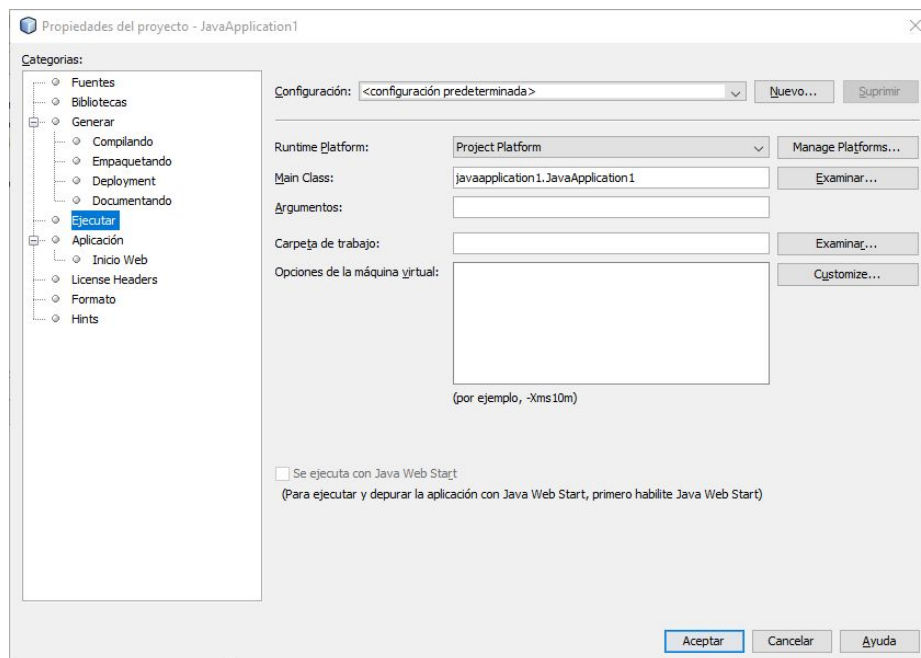 Propiedades del proyecto - JavaApplication1
Categorías:
Fuentes
Bibliotecas
Generar
Compilando
Empaquetando
Deployment
Documentando
Ejecutar
Aplicación
Inicio Web
License Headers
Formato
Hints
Configuración: <configuración predeterminada> Nuevo... Suprimir
Runtime Platform: Project Platform Manage Platforms...
Main Class: javaapplication1.JavaApplication1 Examinar...
Argumentos:
Carpeta de trabajo: Examinar...
Opciones de la máquina virtual: Customize...
(por ejemplo, -Xms10m)
Se ejecuta con Java Web Start
(Para ejecutar y depurar la aplicación con Java Web Start, primero habilite Java Web Start)
Aceptar Cancelar Ayuda